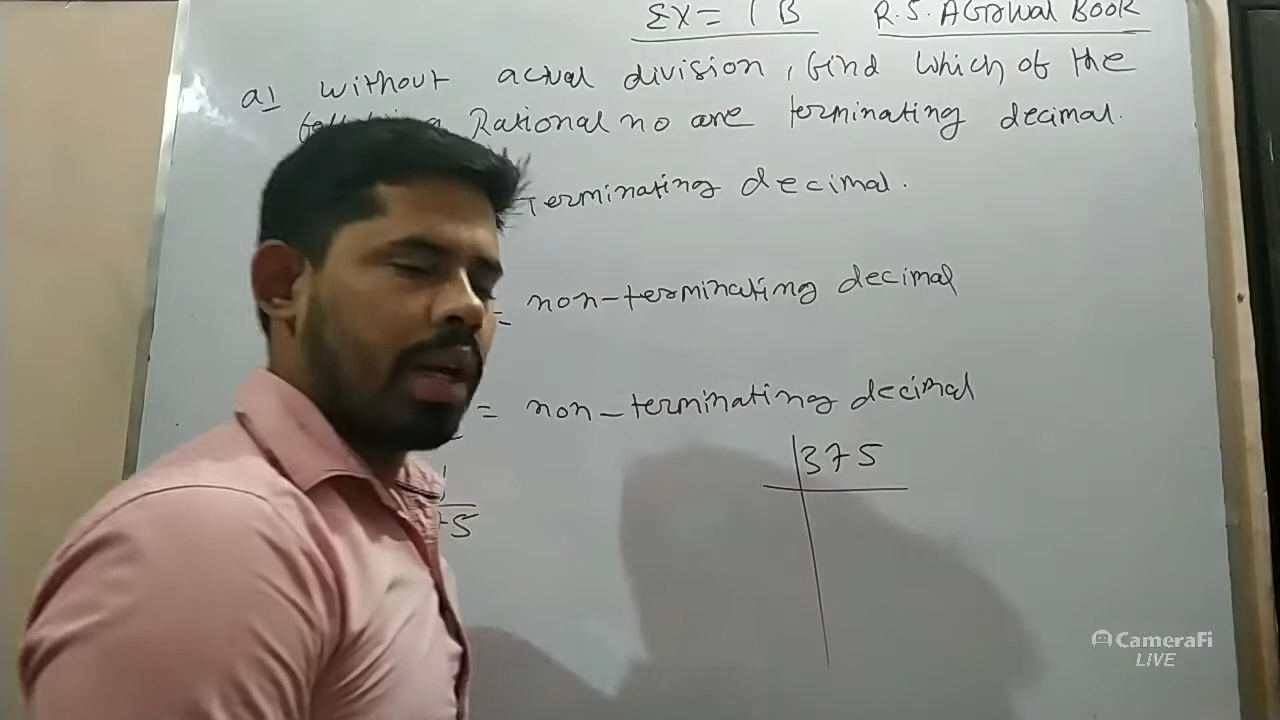 Ex = 1B R.S. AGrawal Book
Q1 without actual division, find which of the
Rational no are terminating decimal.
Terminating decimal.
= non-terminating decimal
= non-terminating decimal
375
5
CameraFi
LIVE